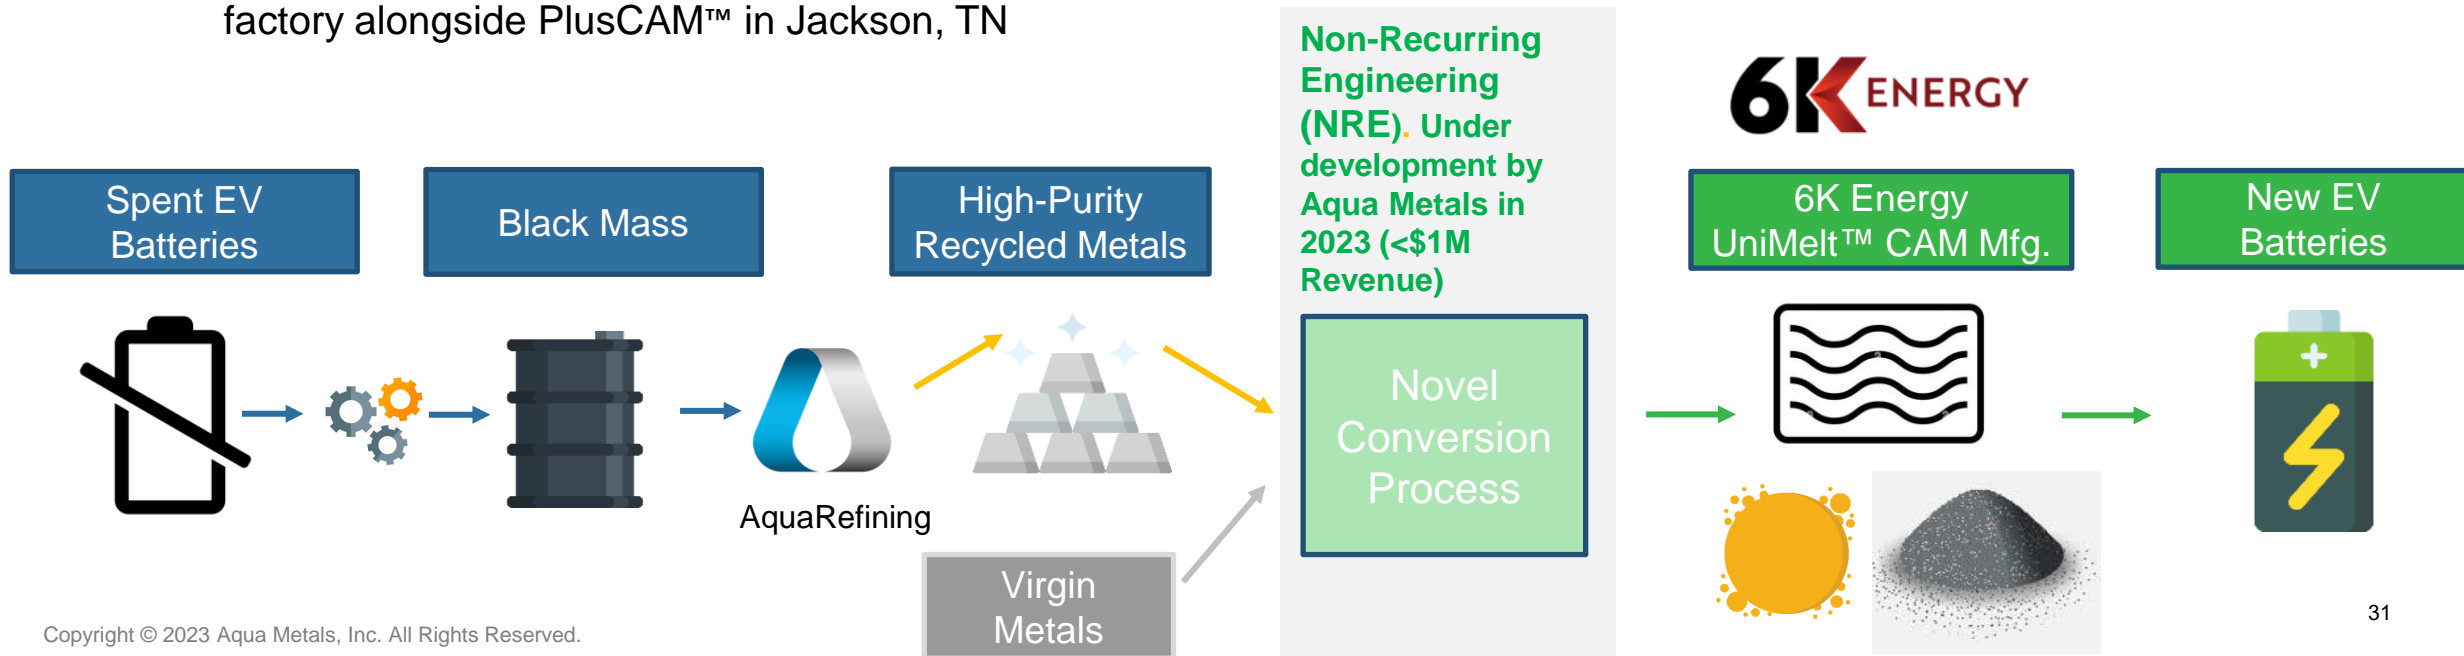 factory alongside PlusCAM™ in Jackson, TN
Non-Recurring
Engineering
(NRE). Under
development by
Aqua Metals in
2023 (<$1M
Revenue)
6K ENERGY
Spent EV
Batteries
Black Mass
High-Purity
Recycled Metals
6K Energy
UniMelt™ CAM Mfg.
New EV
Batteries
Novel
Conversion
Process
AquaRefining
Virgin
Metals
Copyright © 2023 Aqua Metals, Inc. All Rights Reserved.
31